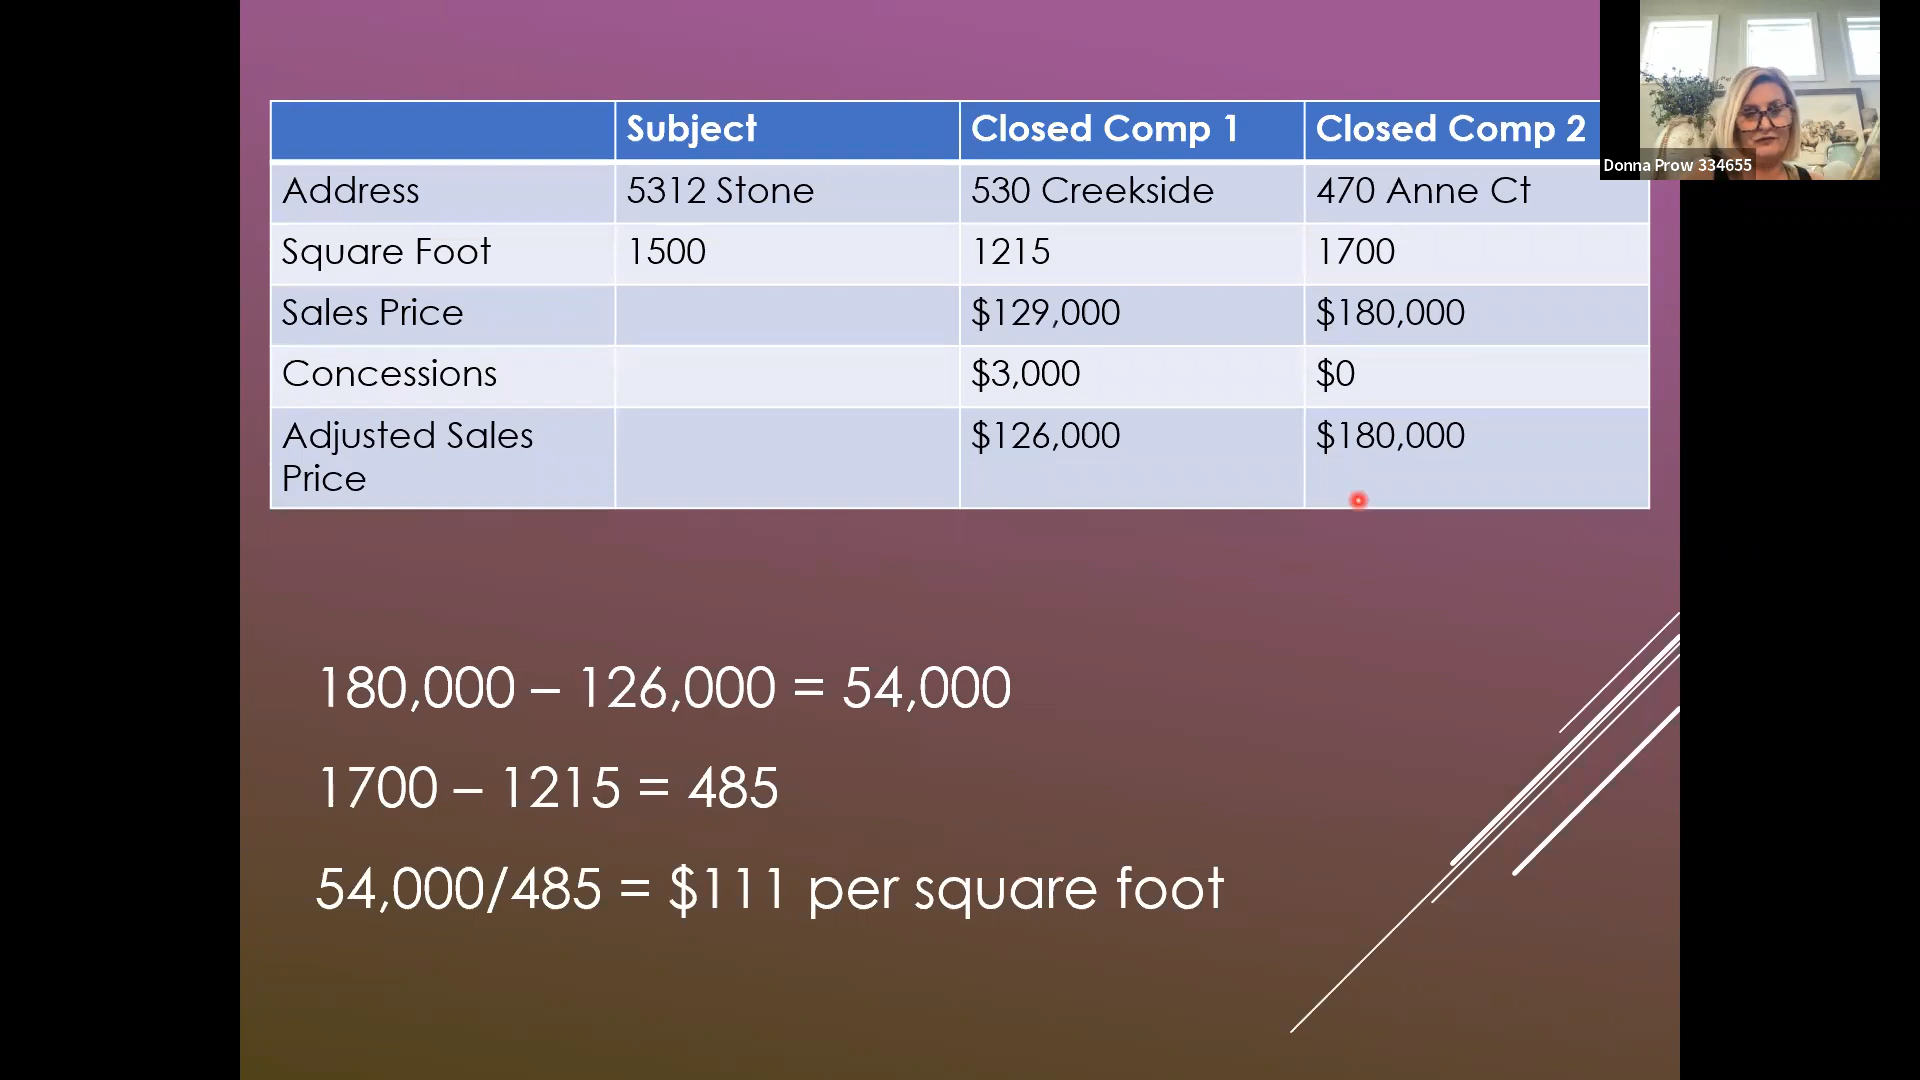 Subject Closed Comp 1 Closed Comp 2
Donna Prow 334655
Address 5312 Stone 530 Creekside 470 Anne Ct
Square Foot 1500 1215 1700
Sales Price $129,000 $180,000
Concessions $3,000 $0
Adjusted Sales $126,000 $180,000
Price
180,000 – 126,000 = 54,000
1700 – 1215 = 485
54,000/485 = $111 per square foot